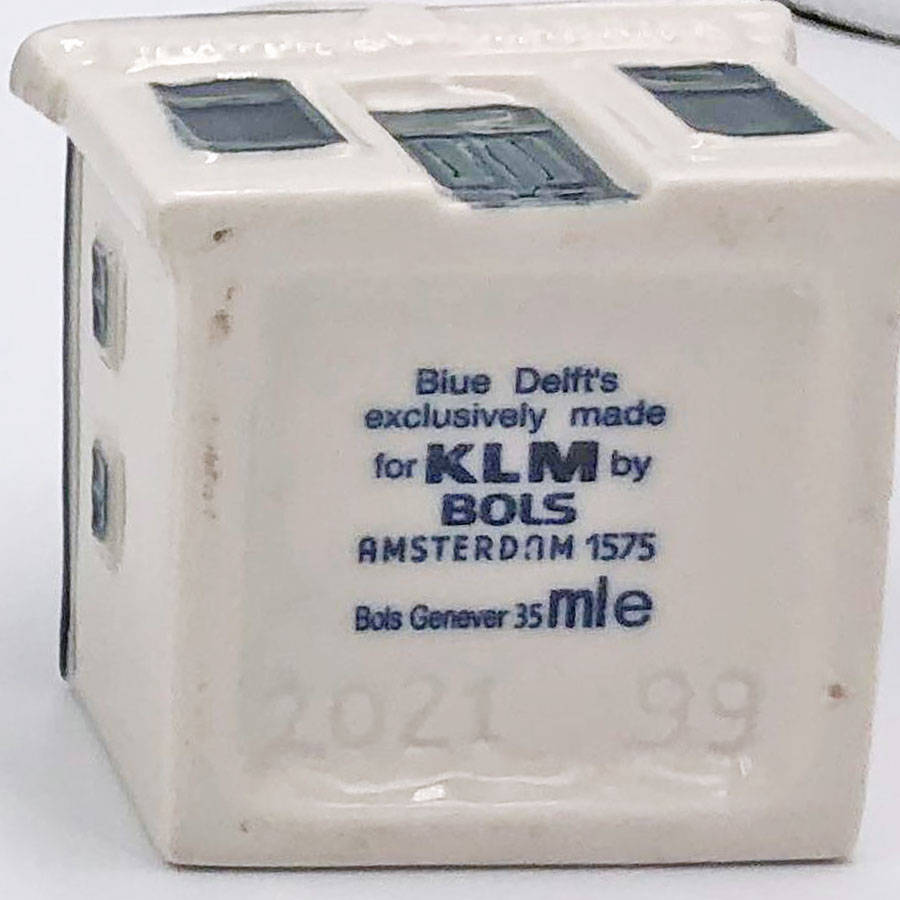 Blue Delft's
exclusively made
for KLM by
BOLS
AMSTERDAM 1575
Bols Genever 35 ml e
2021 99